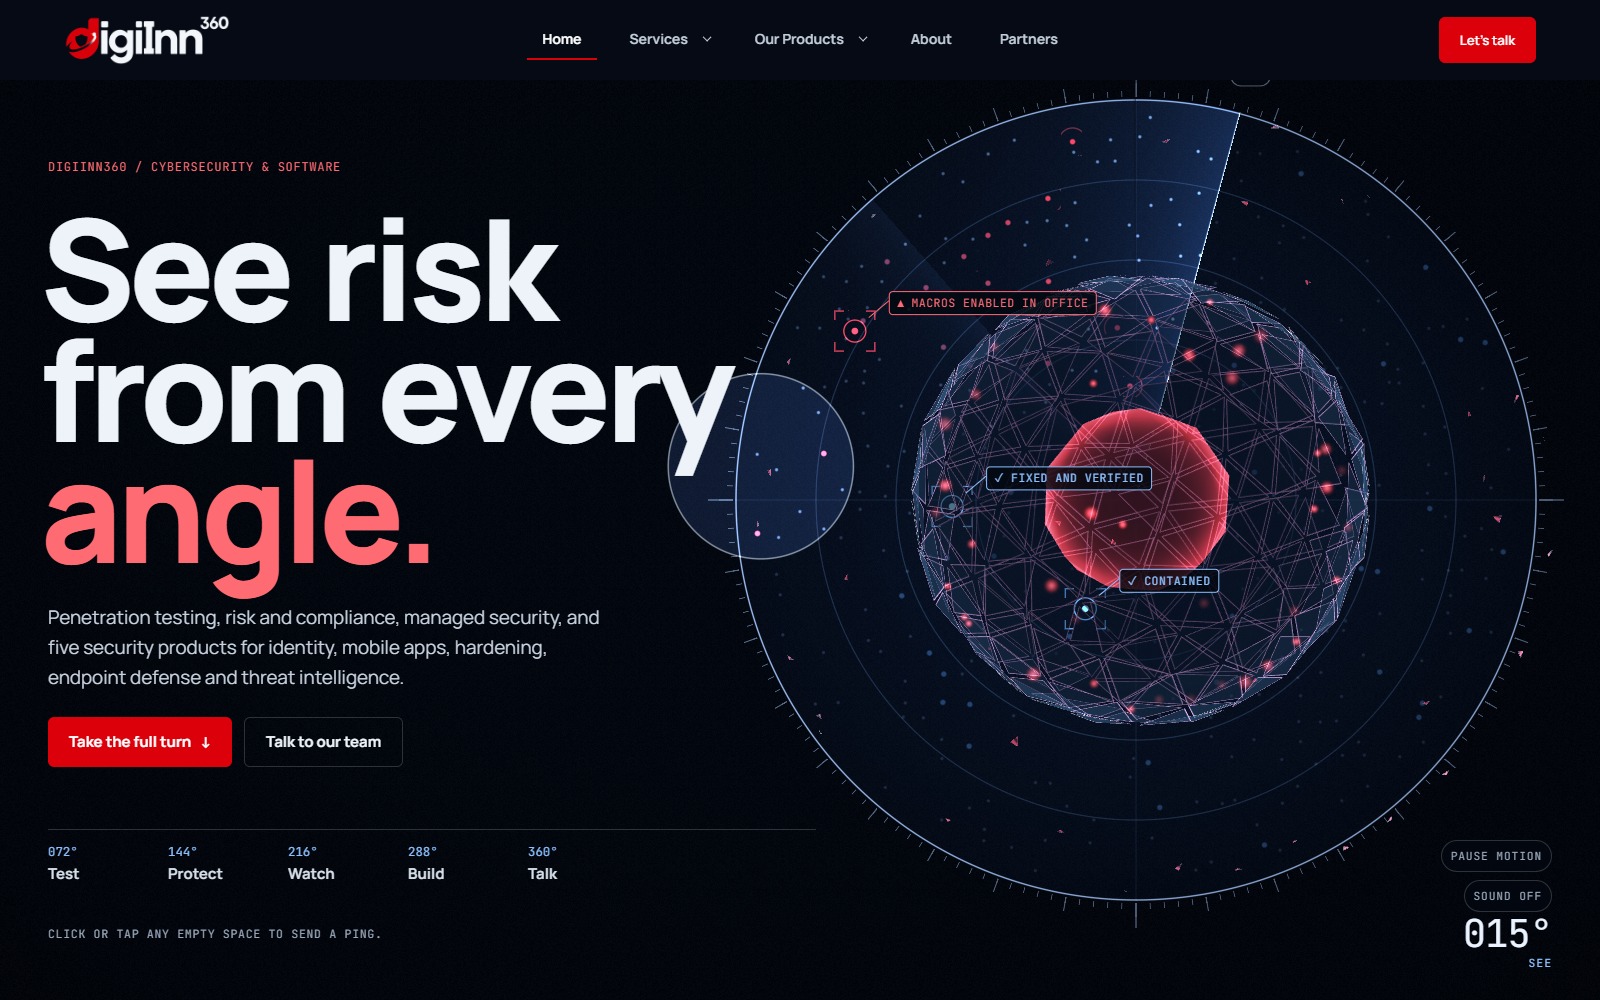 digiInn360
Home
Services
Our Products
About
Partners
Let's talk
DIGIINN360 / CYBERSECURITY & SOFTWARE
See risk
from every
angle.
▲ MACROS ENABLED IN OFFICE
✓ FIXED AND VERIFIED
✓ CONTAINED
Penetration testing, risk and compliance, managed security, and
five security products for identity, mobile apps, hardening,
endpoint defense and threat intelligence.
Take the full turn ↓
Talk to our team
072° 144° 216° 288° 360°
Test Protect Watch Build Talk
CLICK OR TAP ANY EMPTY SPACE TO SEND A PING.
PAUSE MOTION
SOUND OFF
015°
SEE